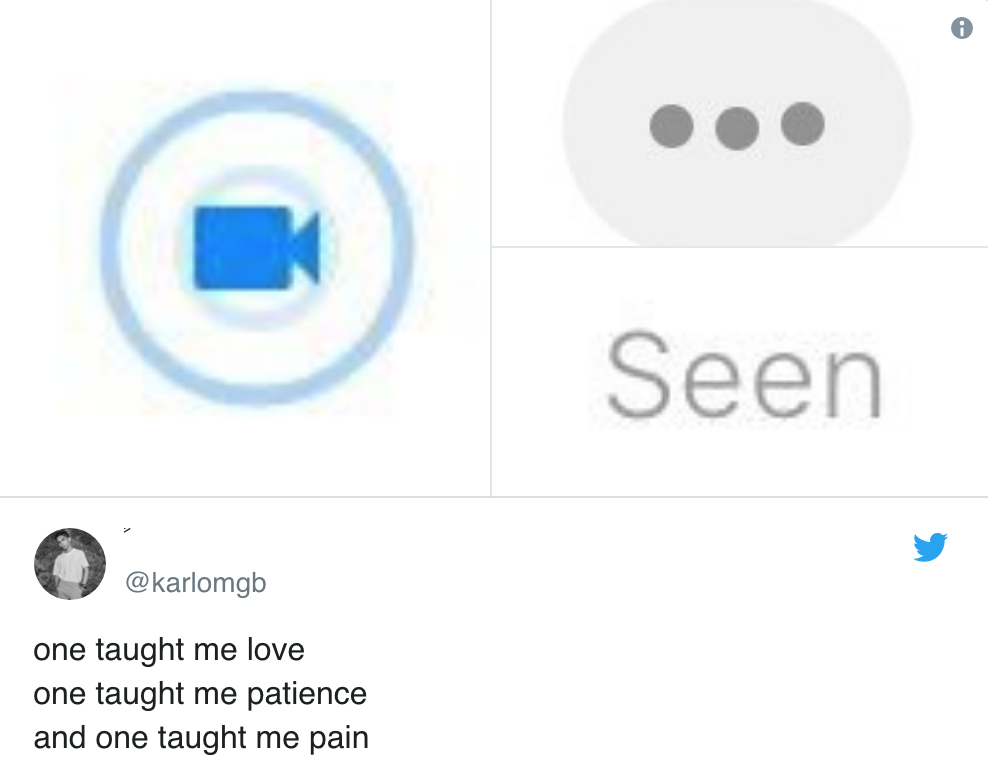 Seen
@karlomgb
one taught me love
one taught me patience
and one taught me pain